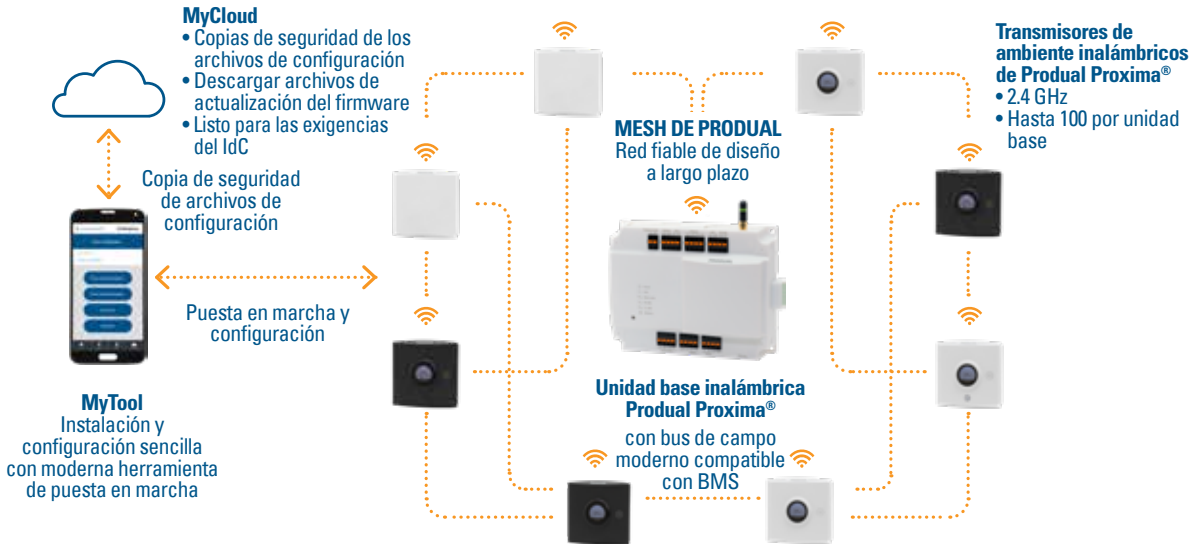 MyCloud
• Copias de seguridad de los
archivos de configuración
• Descargar archivos de
actualización del firmware
• Listo para las exigencias
del IdC
Copia de seguridad
de archivos de
configuración
Puesta en marcha y
configuración
MyTool
Instalación y
configuración sencilla
con moderna herramienta
de puesta en marcha
MESH DE PRODUAL
Red fiable de diseño
a largo plazo
Unidad base inalámbrica
Produal Proxima®
con bus de campo
moderno compatible
con BMS
Transmisores de
ambiente inalámbricos
de Produal Proxima®
• 2.4 GHz
• Hasta 100 por unidad
base